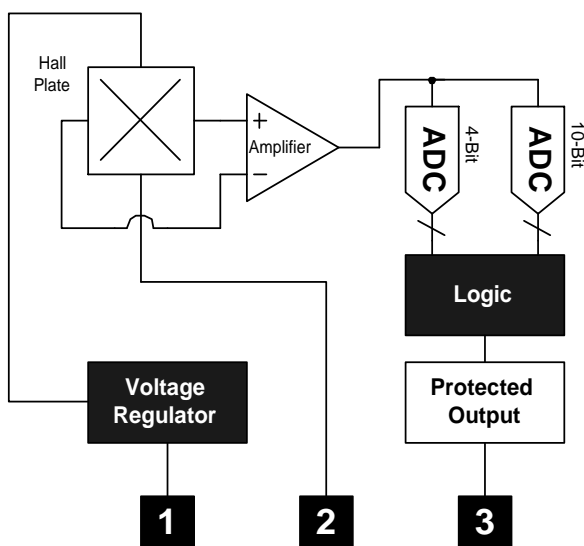 Hall
Plate
+
Amplifier
−
ADC
4-Bit
ADC
10-Bit
Logic
Voltage
Regulator
Protected
Output
1
2
3